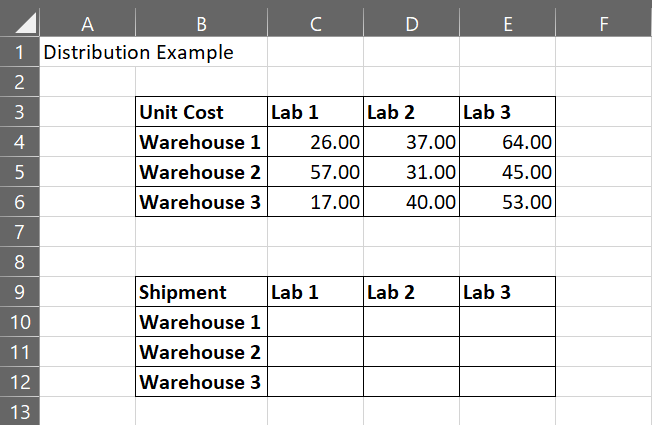 A B C D E F
1 Distribution Example
2
3 Unit Cost Lab 1 Lab 2 Lab 3
4 Warehouse 1 26.00 37.00 64.00
5 Warehouse 2 57.00 31.00 45.00
6 Warehouse 3 17.00 40.00 53.00
7
8
9 Shipment Lab 1 Lab 2 Lab 3
10 Warehouse 1
11 Warehouse 2
12 Warehouse 3
13